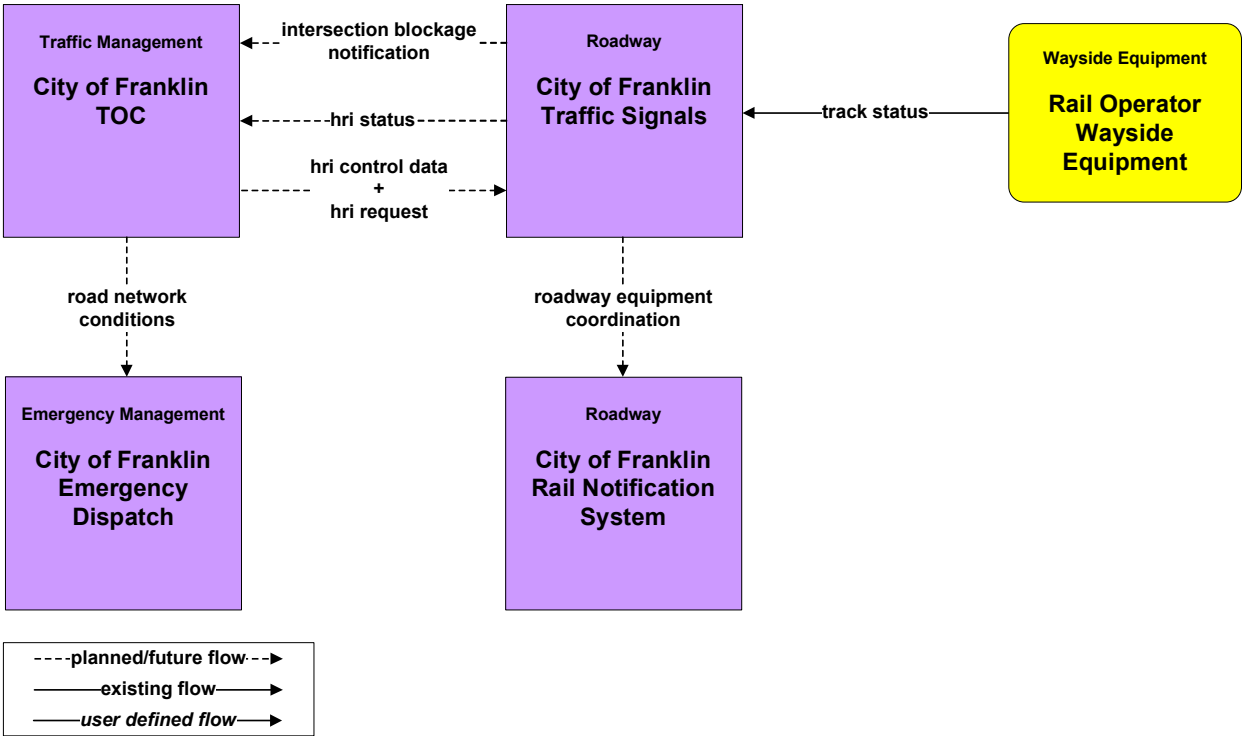 Traffic Management
City of Franklin
TOC
intersection blockage
notification
hri status
hri control data
+
hri request
Roadway
City of Franklin
Traffic Signals
track status
Wayside Equipment
Rail Operator
Wayside
Equipment
road network
conditions
roadway equipment
coordination
Emergency Management
City of Franklin
Emergency
Dispatch
Roadway
City of Franklin
Rail Notification
System
planned/future flow
existing flow
user defined flow